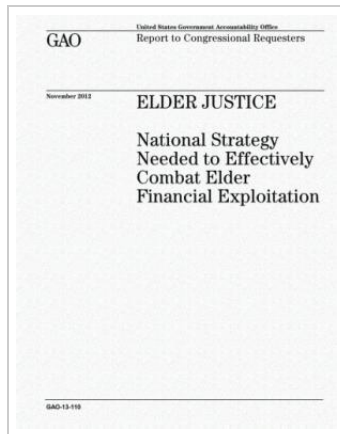 United States Government Accountability Office
GAO
Report to Congressional Requesters
November 2012
ELDER JUSTICE
National Strategy
Needed to Effectively
Combat Elder
Financial Exploitation
GAO-13-110